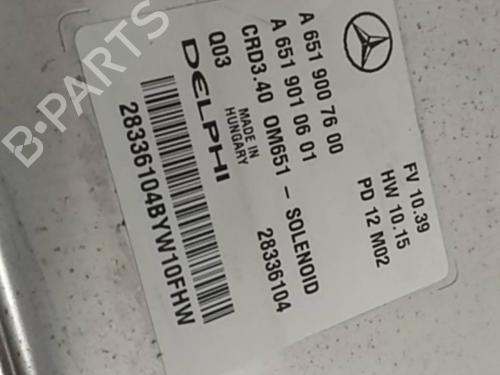 A 651 900 76 00
A 651 901 06 01
CRD3.40 OM651 - SOLENOID
Q03
MADE IN
HUNGARY
28336104
DELPHI
28336104BYW10FHW
FV 10.39
HW 10.15
PD 12 M02
B-PARTS